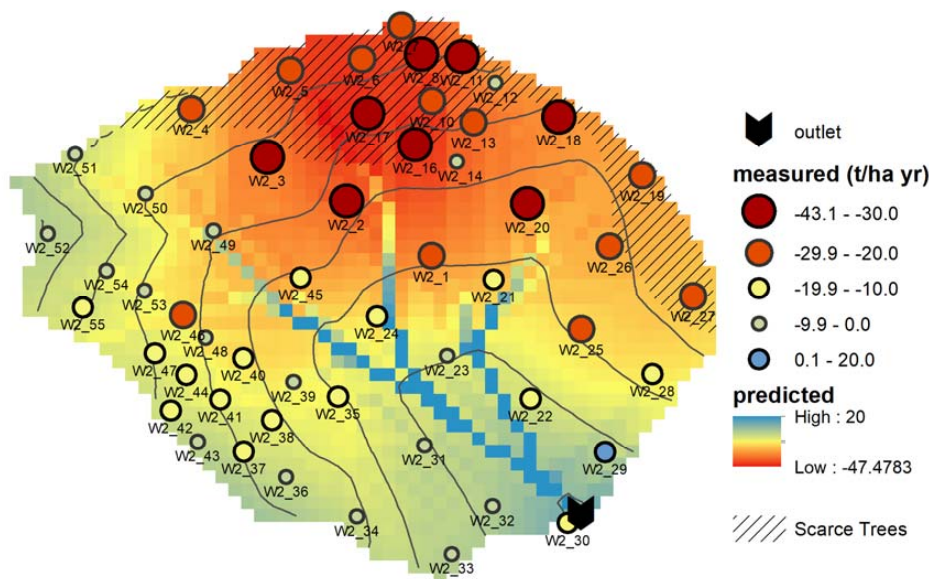 W2_7
W2_8
W2_11
W2_6
W2_5
W2_12
W2_10
W2_4
W2_17
W2_13
W2_18
W2_16
W2_51
W2_3
W2_14
W2_19
W2_50
W2_2
W2_20
W2_52
W2_49
W2_26
W2_1
W2_54
W2_45
W2_21
W2_53
W2_27
W2_55
W2_46
W2_24
W2_25
W2_48
W2_47
W2_40
W2_23
W2_44
W2_39
W2_28
W2_41
W2_35
W2_22
W2_42
W2_38
W2_43
W2_37
W2_31
W2_29
W2_36
W2_34
W2_32
W2_30
W2_33
outlet
measured (t/ha yr)
-43.1 - -30.0
-29.9 - -20.0
-19.9 - -10.0
-9.9 - 0.0
0.1 - 20.0
predicted
High : 20
Low : -47.4783
Scarce Trees